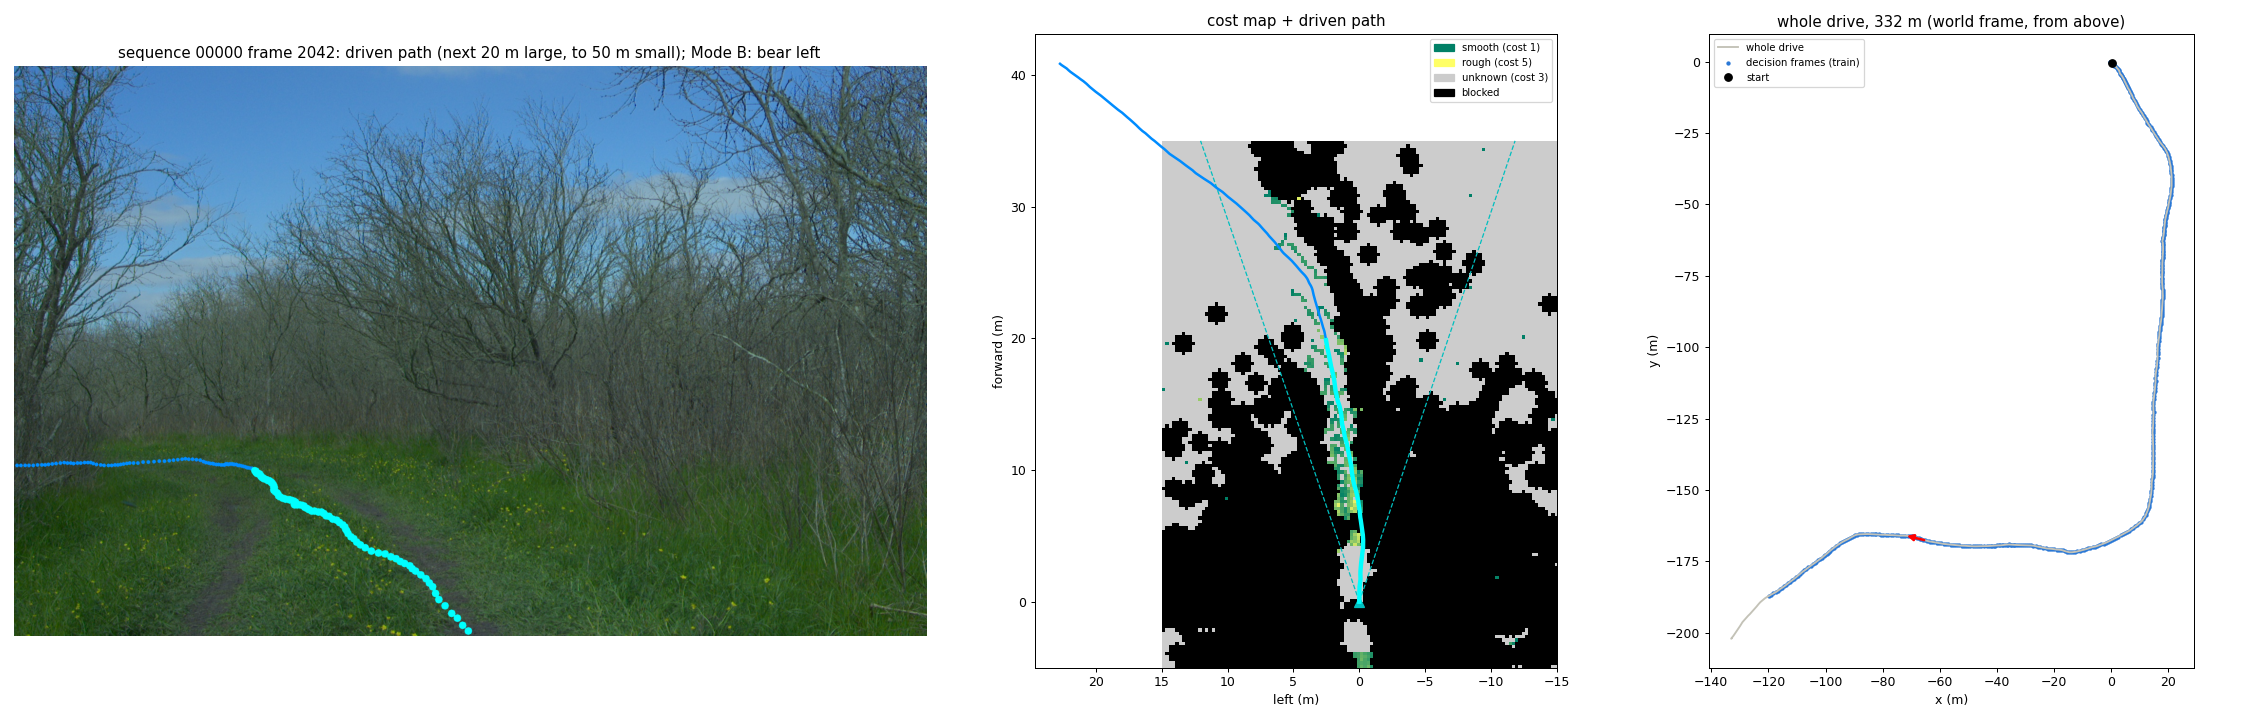 sequence 00000 frame 2042: driven path (next 20 m large, to 50 m small); Mode B: bear left
cost map + driven path
smooth (cost 1)
rough (cost 5)
unknown (cost 3)
blocked
40
30
20
10
0
forward (m)
20
15
10
5
0
−5
−10
−15
left (m)
whole drive, 332 m (world frame, from above)
whole drive
decision frames (train)
start
0
−25
−50
−75
−100
−125
−150
−175
−200
y (m)
−140
−120
−100
−80
−60
−40
−20
0
20
x (m)